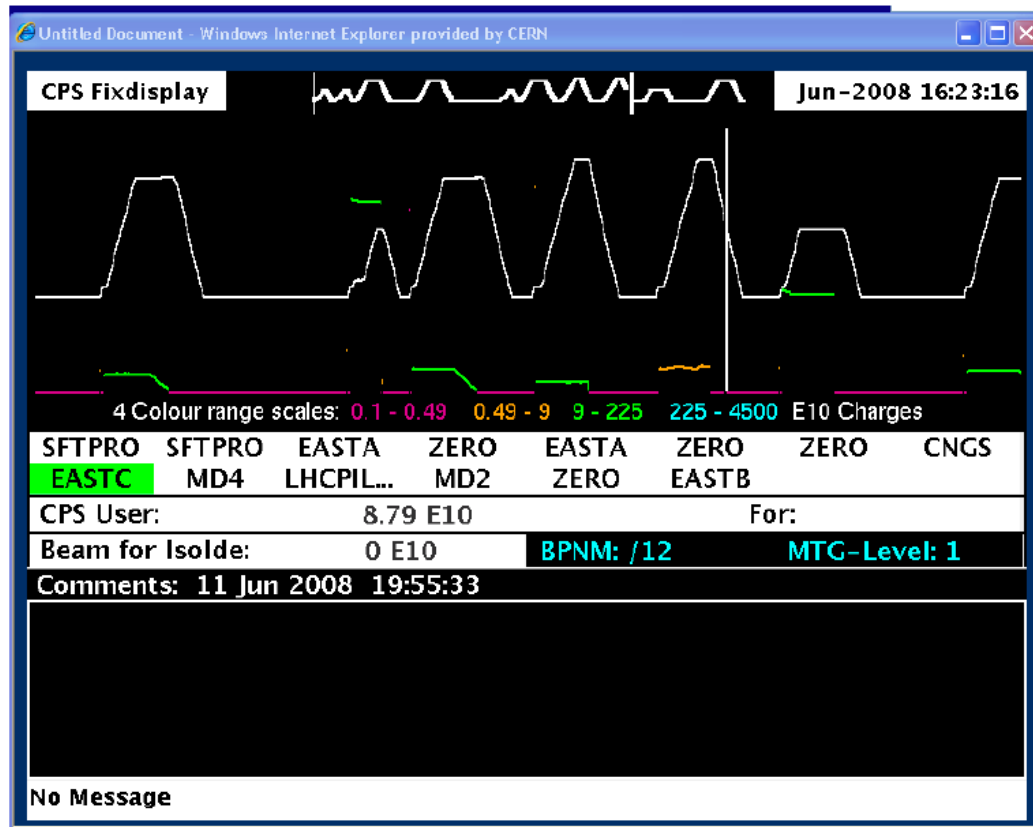 Untitled Document - Windows Internet Explorer provided by CERN
CPS Fixdisplay Jun-2008 16:23:16
4 Colour range scales: 0.1 - 0.49 0.49 - 9 9 - 225 225 - 4500 E10 Charges
SFTPRO SFTPRO EASTA ZERO EASTA ZERO ZERO CNGS
EASTC MD4 LHCPIL... MD2 ZERO EASTB
CPS User: 8.79 E10 For:
Beam for Isolde: 0 E10 BPNM: /12 MTG-Level: 1
Comments: 11 Jun 2008 19:55:33
No Message